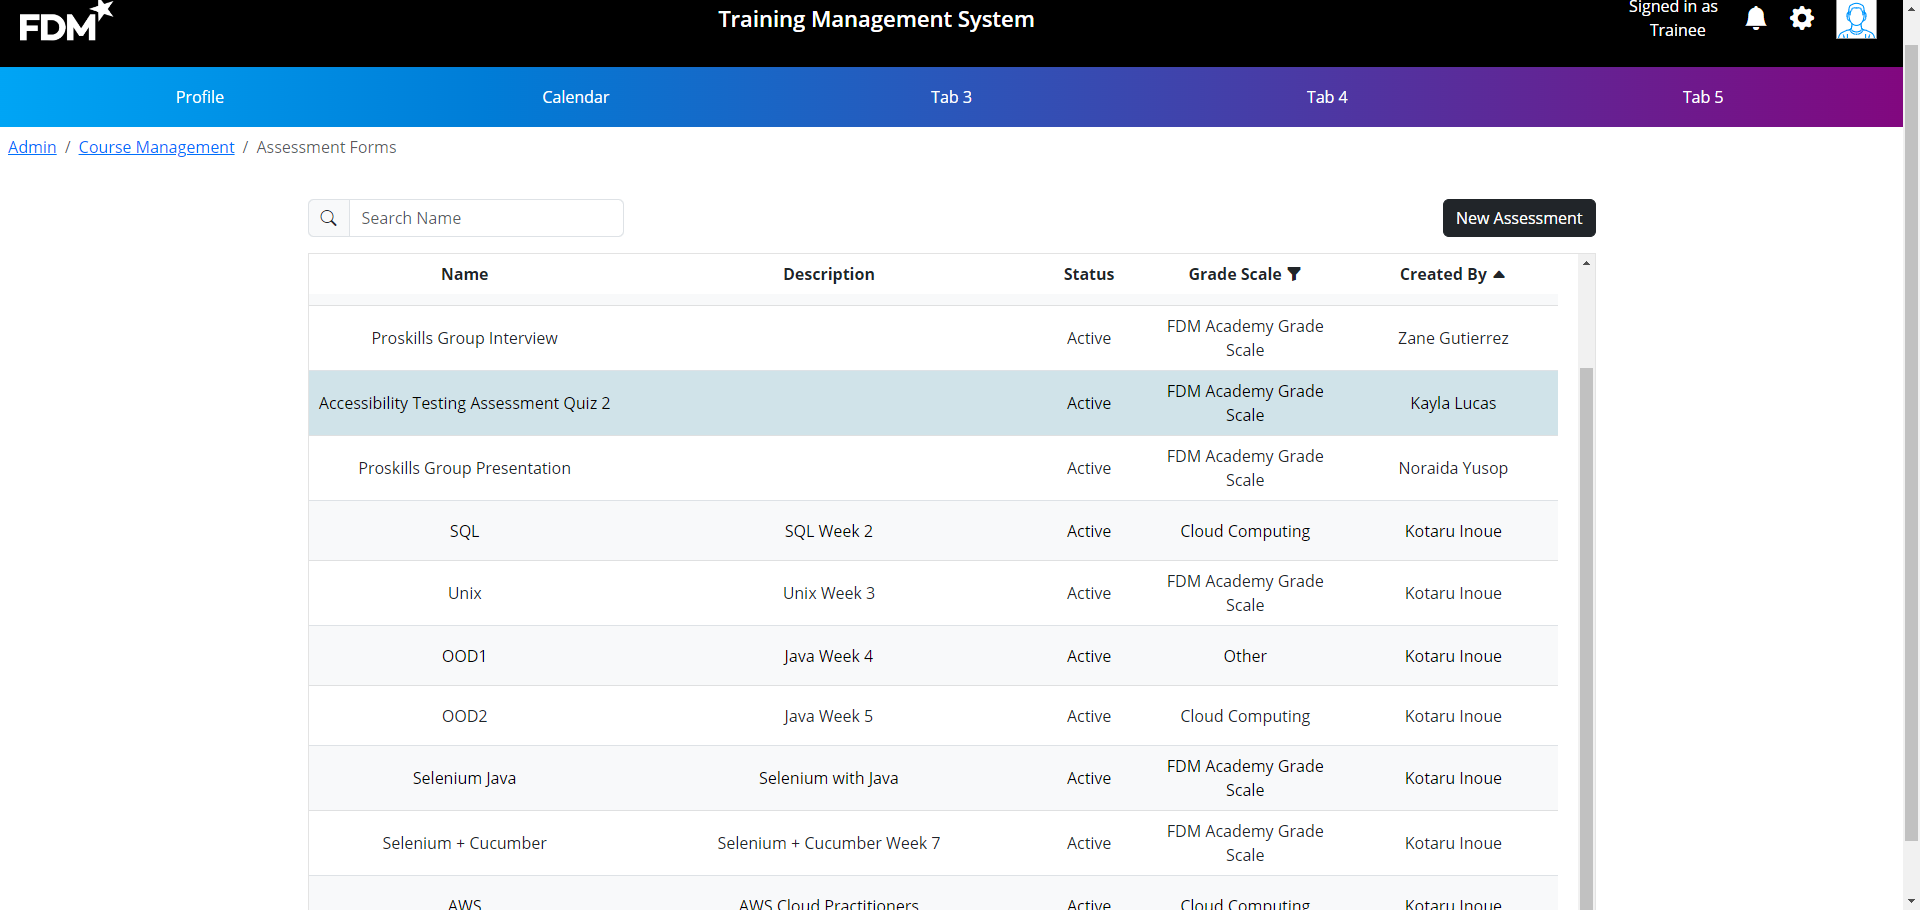 FDM
Training Management System
Signed in as
Trainee
Profile
Calendar
Tab 3
Tab 4
Tab 5
Admin / Course Management / Assessment Forms
Search Name
New Assessment
Name Description Status Grade Scale Created By
Proskills Group Interview Active FDM Academy Grade Scale Zane Gutierrez
Accessibility Testing Assessment Quiz 2 Active FDM Academy Grade Scale Kayla Lucas
Proskills Group Presentation Active FDM Academy Grade Scale Noraida Yusop
SQL SQL Week 2 Active Cloud Computing Kotaru Inoue
Unix Unix Week 3 Active FDM Academy Grade Scale Kotaru Inoue
OOD1 Java Week 4 Active Other Kotaru Inoue
OOD2 Java Week 5 Active Cloud Computing Kotaru Inoue
Selenium Java Selenium with Java Active FDM Academy Grade Scale Kotaru Inoue
Selenium + Cucumber Selenium + Cucumber Week 7 Active FDM Academy Grade Scale Kotaru Inoue
AWS AWS Cloud Practitioners Active Cloud Computing Kotaru Inoue